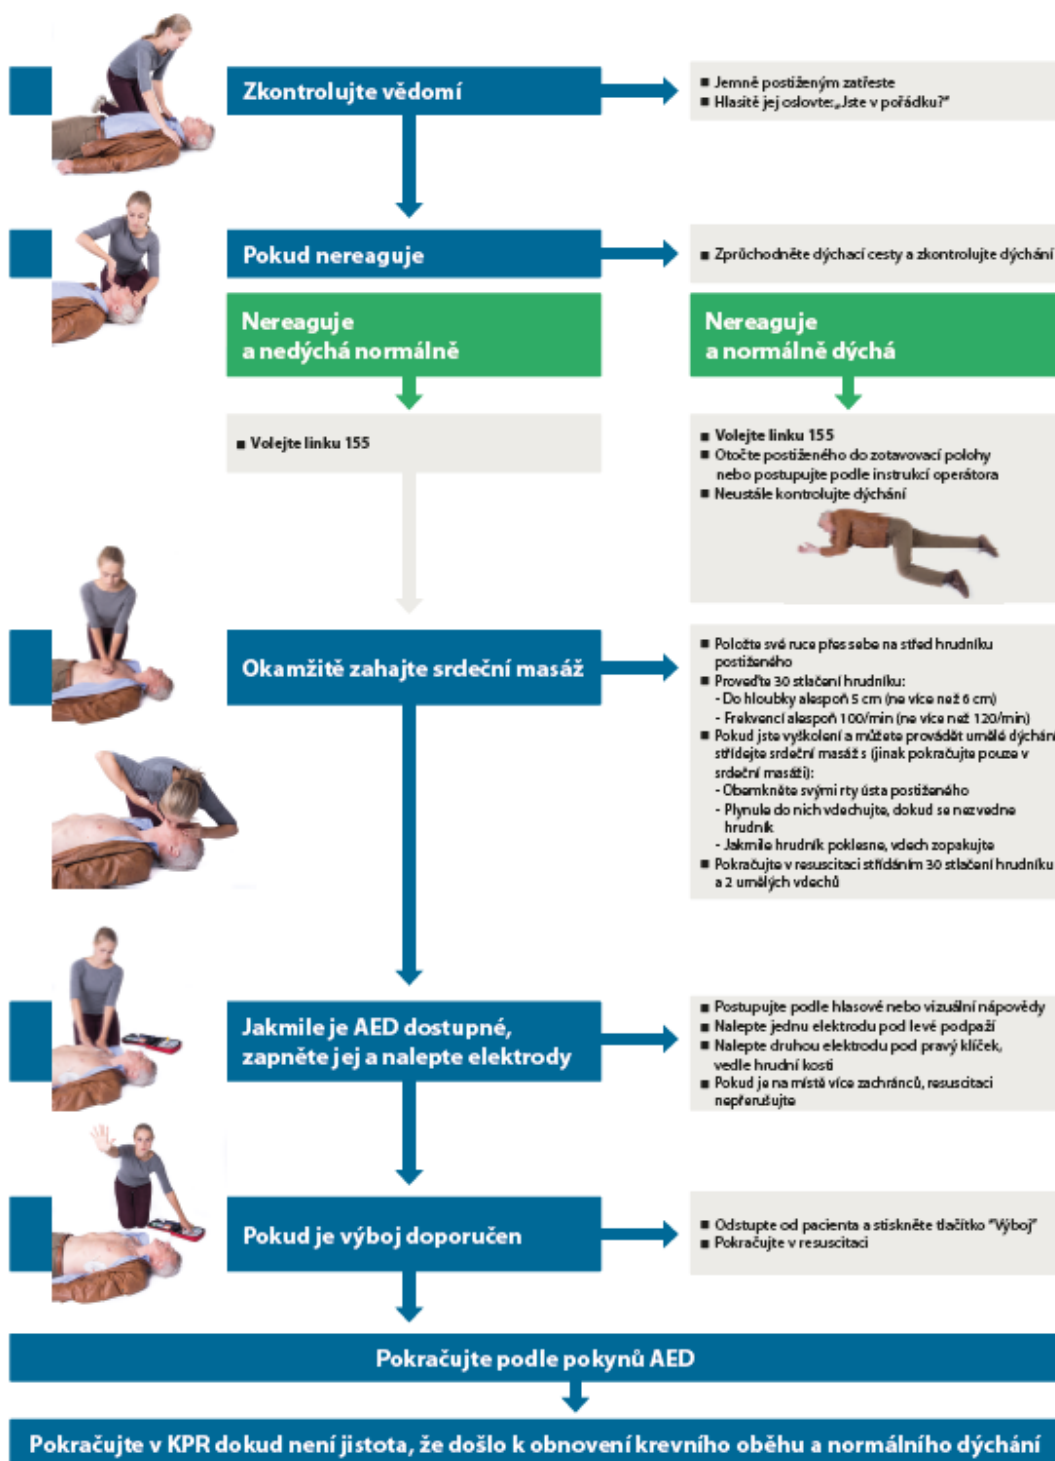 Zkontrolujte vědomí
■ Jemně postiženým zatřeste
■ Hlasitě jej oslovte: „Jste v pořádku?“
Pokud nereaguje
■ Zprůchodněte dýchací cesty a zkontrolujte dýchání
Nereaguje
a nedýchá normálně
Nereaguje
a normálně dýchá
■ Volejte linku 155
■ Volejte linku 155
■ Otočte postiženého do zotavovací polohy
nebo postupujte podle instrukcí operátora
■ Neustále kontrolujte dýchání
Okamžitě zahajte srdeční masáž
■ Položte své ruce přes sebe na střed hrudníku
postiženého
■ Proveďte 30 stlačení hrudníku:
- Do hloubky alespoň 5 cm (ne více než 6 cm)
- Frekvencí alespoň 100/min (ne více než 120/min)
■ Pokud jste vyškolení a můžete provádět umělé dýchání
střídejte srdeční masáž s (jinak pokračujte pouze v
srdeční masáži):
- Obemkněte svými rty ústa postiženého
- Plynule do nich vdechujte, dokud se nezvedne
hrudník
- Jakmile hrudník poklesne, vdech zopakujte
■ Pokračujte v resuscitaci střídáním 30 stlačení hrudníku
a 2 umělých vdechů
Jakmile je AED dostupné,
zapněte jej a nalepte elektrody
■ Postupujte podle hlasové nebo vizuální nápovědy
■ Nalepte jednu elektrodu pod levé podpaží
■ Nalepte druhou elektrodu pod pravý klíček,
vedle hrudní kosti
■ Pokud je na místě více zachránců, resuscitaci
nepřerušujte
Pokud je výboj doporučen
■ Odstupte od pacienta a stiskněte tlačítko "Výboj"
■ Pokračujte v resuscitaci
Pokračujte podle pokynů AED
Pokračujte v KPR dokud není jistota, že došlo k obnovení krevního oběhu a normálního dýchání